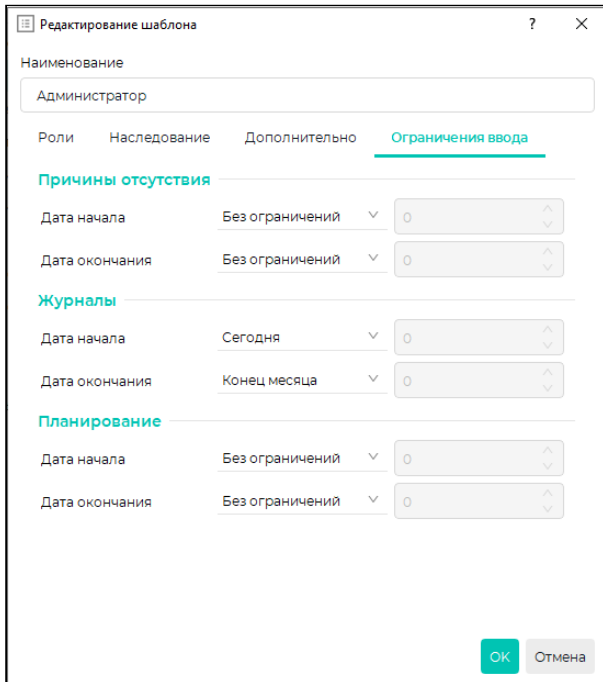 Редактирование шаблона ?
Наименование
Администратор
Роли Наследование Дополнительно Ограничения ввода
Причины отсутствия
Дата начала Без ограничений 0
Дата окончания Без ограничений 0
Журналы
Дата начала Сегодня 0
Дата окончания Конец месяца 0
Планирование
Дата начала Без ограничений 0
Дата окончания Без ограничений 0
ОК Отмена